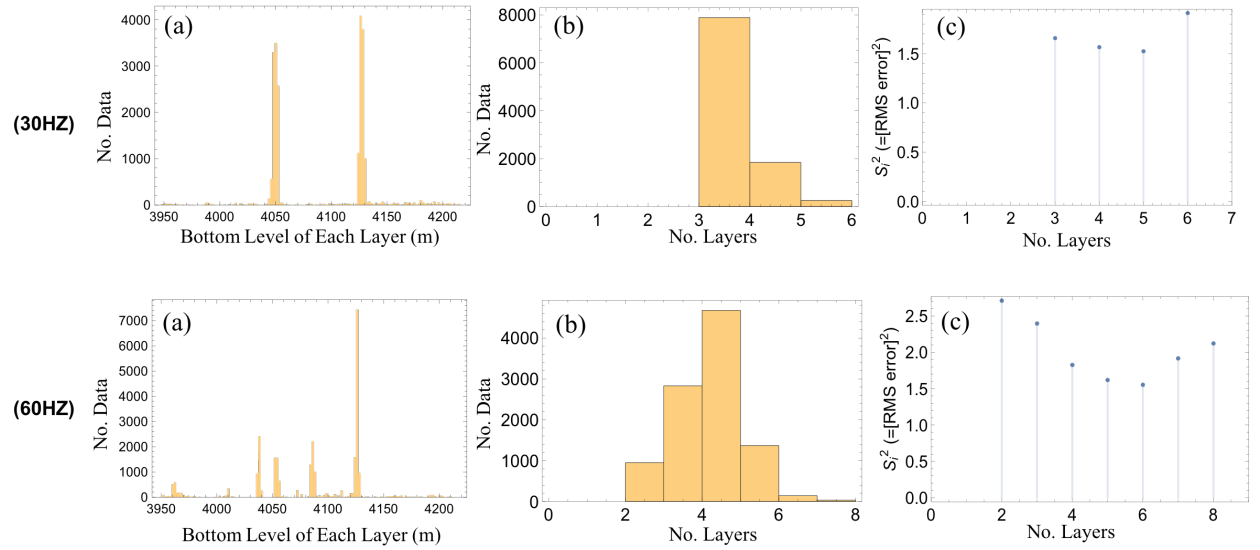 (30HZ)
(a)
No. Data
4000
3000
2000
1000
0
3950 4000 4050 4100 4150 4200
Bottom Level of Each Layer (m)
(b)
No. Data
8000
6000
4000
2000
0
0 1 2 3 4 5 6
No. Layers
(c)
Si^2 (=[RMS error]^2)
1.5
1.0
0.5
0.0
0 1 2 3 4 5 6 7
No. Layers
(60HZ)
(a)
No. Data
7000
6000
5000
4000
3000
2000
1000
0
3950 4000 4050 4100 4150 4200
Bottom Level of Each Layer (m)
(b)
No. Data
4000
3000
2000
1000
0
0 2 4 6 8
No. Layers
(c)
Si^2 (=[RMS error]^2)
2.5
2.0
1.5
1.0
0.5
0.0
0 2 4 6 8
No. Layers